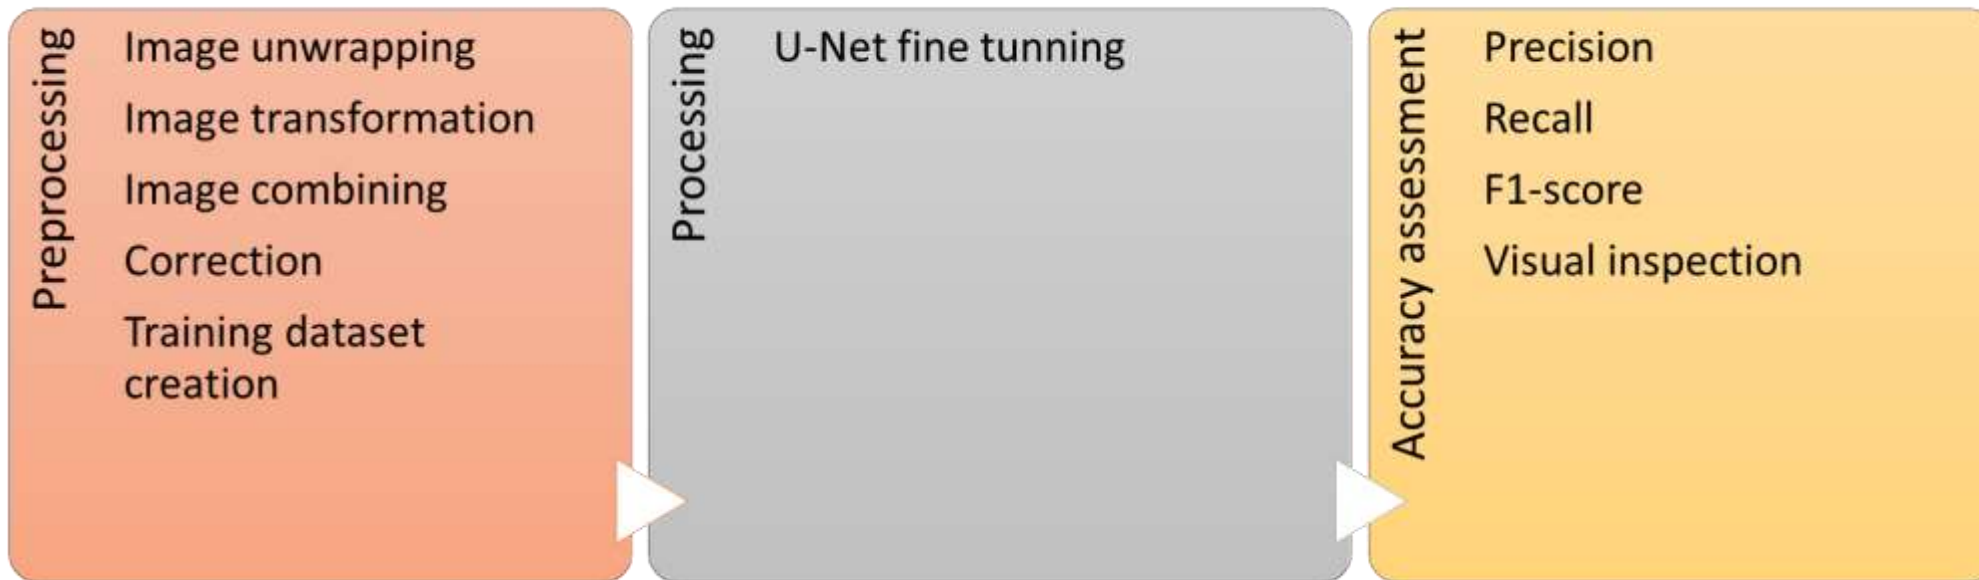 Preprocessing
Image unwrapping
Image transformation
Image combining
Correction
Training dataset
creation
Processing
U-Net fine tunning
Accuracy assessment
Precision
Recall
F1-score
Visual inspection